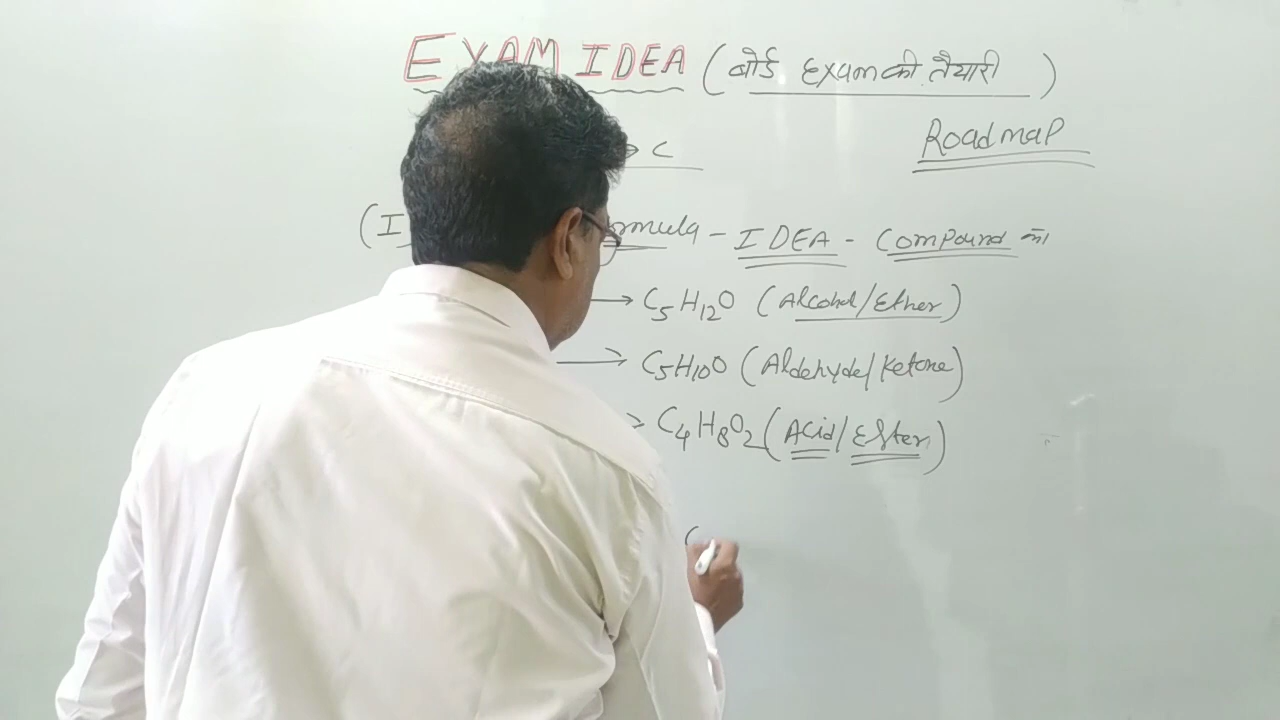 EXAM IDEA (बोर्ड Exam की तैयारी)
→ C
Roadmap
(I) ormula - IDEA - Compound का
→ C₅H₁₂O (Alcohol/Ether)
→ C₅H₁₀O (Aldehyde/Ketone)
→ C₄H₈O₂ (Acid/Ester)
C